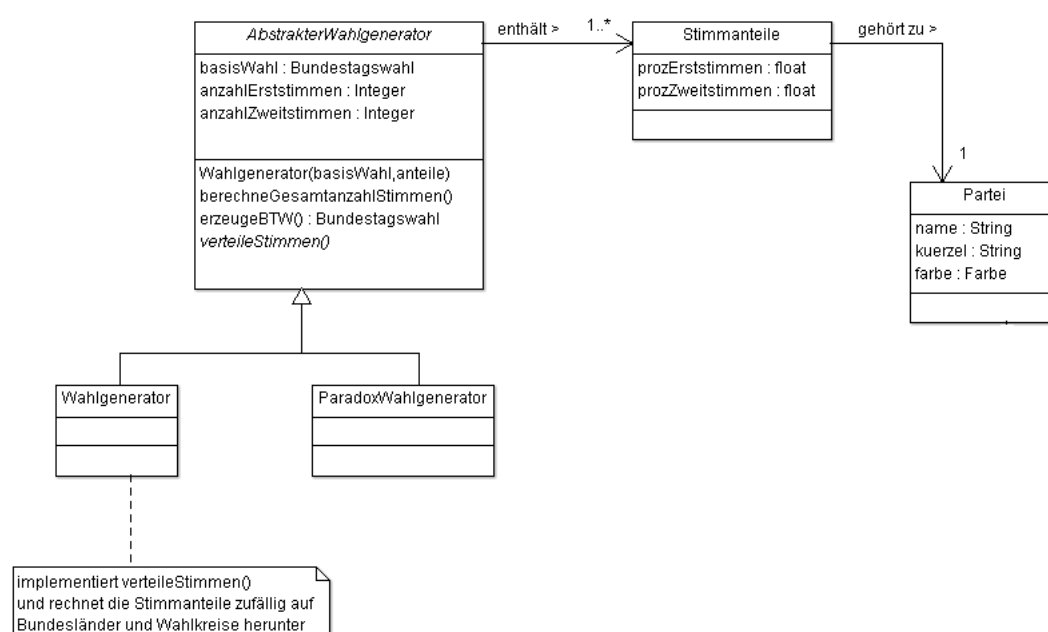 AbstrakterWahlgenerator
basisWahl : Bundestagswahl
anzahlErststimmen : Integer
anzahlZweitstimmen : Integer
Wahlgenerator(basisWahl,anteile)
berechneGesamtanzahlStimmen()
erzeugeBTW() : Bundestagswahl
verteileStimmen()
enthält >
1..*
Stimmanteile
prozErststimmen : float
prozZweitstimmen : float
gehört zu >
1
Partei
name : String
kuerzel : String
farbe : Farbe
Wahlgenerator
ParadoxWahlgenerator
implementiert verteileStimmen()
und rechnet die Stimmanteile zufällig auf
Bundesländer und Wahlkreise herunter